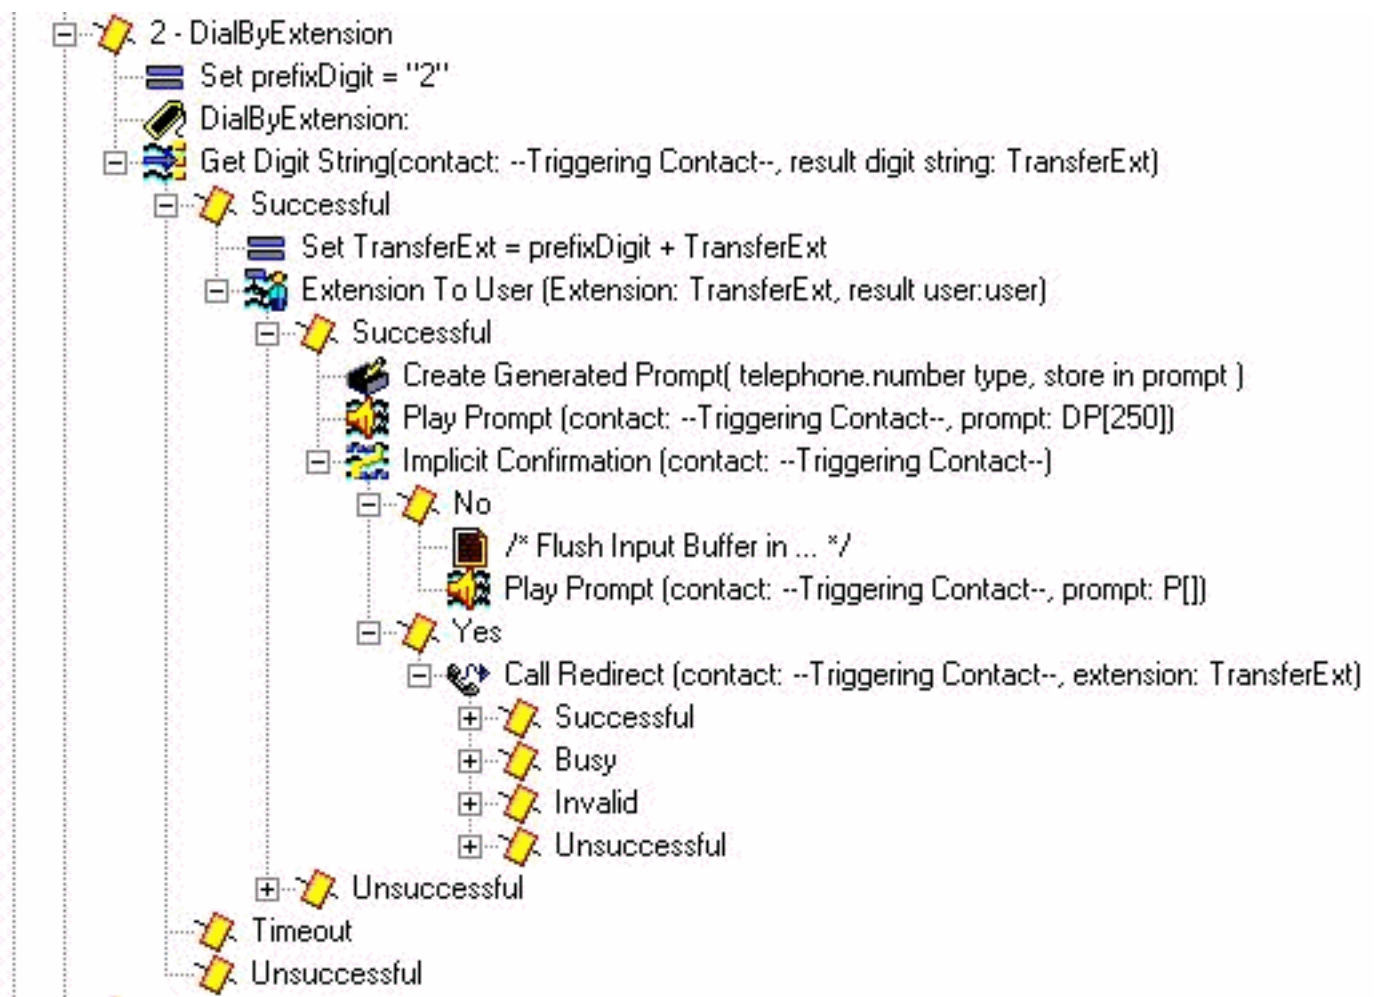 2 - DialByExtension
Set prefixDigit = "2"
DialByExtension:
Get Digit String(contact: --Triggering Contact--, result digit string: TransferExt)
Successful
Set TransferExt = prefixDigit + TransferExt
Extension To User (Extension: TransferExt, result user:user)
Successful
Create Generated Prompt( telephone.number type, store in prompt )
Play Prompt (contact: --Triggering Contact--, prompt: DP[250])
Implicit Confirmation (contact: --Triggering Contact--)
No
/* Flush Input Buffer in ... */
Play Prompt (contact: --Triggering Contact--, prompt: P[])
Yes
Call Redirect (contact: --Triggering Contact--, extension: TransferExt)
Successful
Busy
Invalid
Unsuccessful
Unsuccessful
Timeout
Unsuccessful